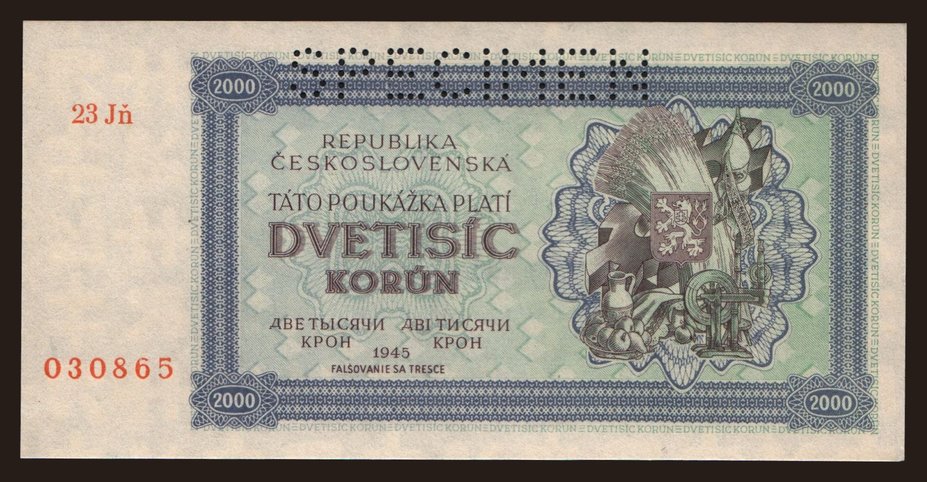 SPECIMEN
2000 2000
23 Jň
REPUBLIKA
ČESKOSLOVENSKÁ
TÁTO POUKÁŽKA PLATÍ
DVETISÍC
KORÚN
ДВЕ ТЫСЯЧИ ДВІ ТИСЯЧИ
КРОН 1945 КРОН
FALŠOVANIE SA TRESCE
030865
2000 2000